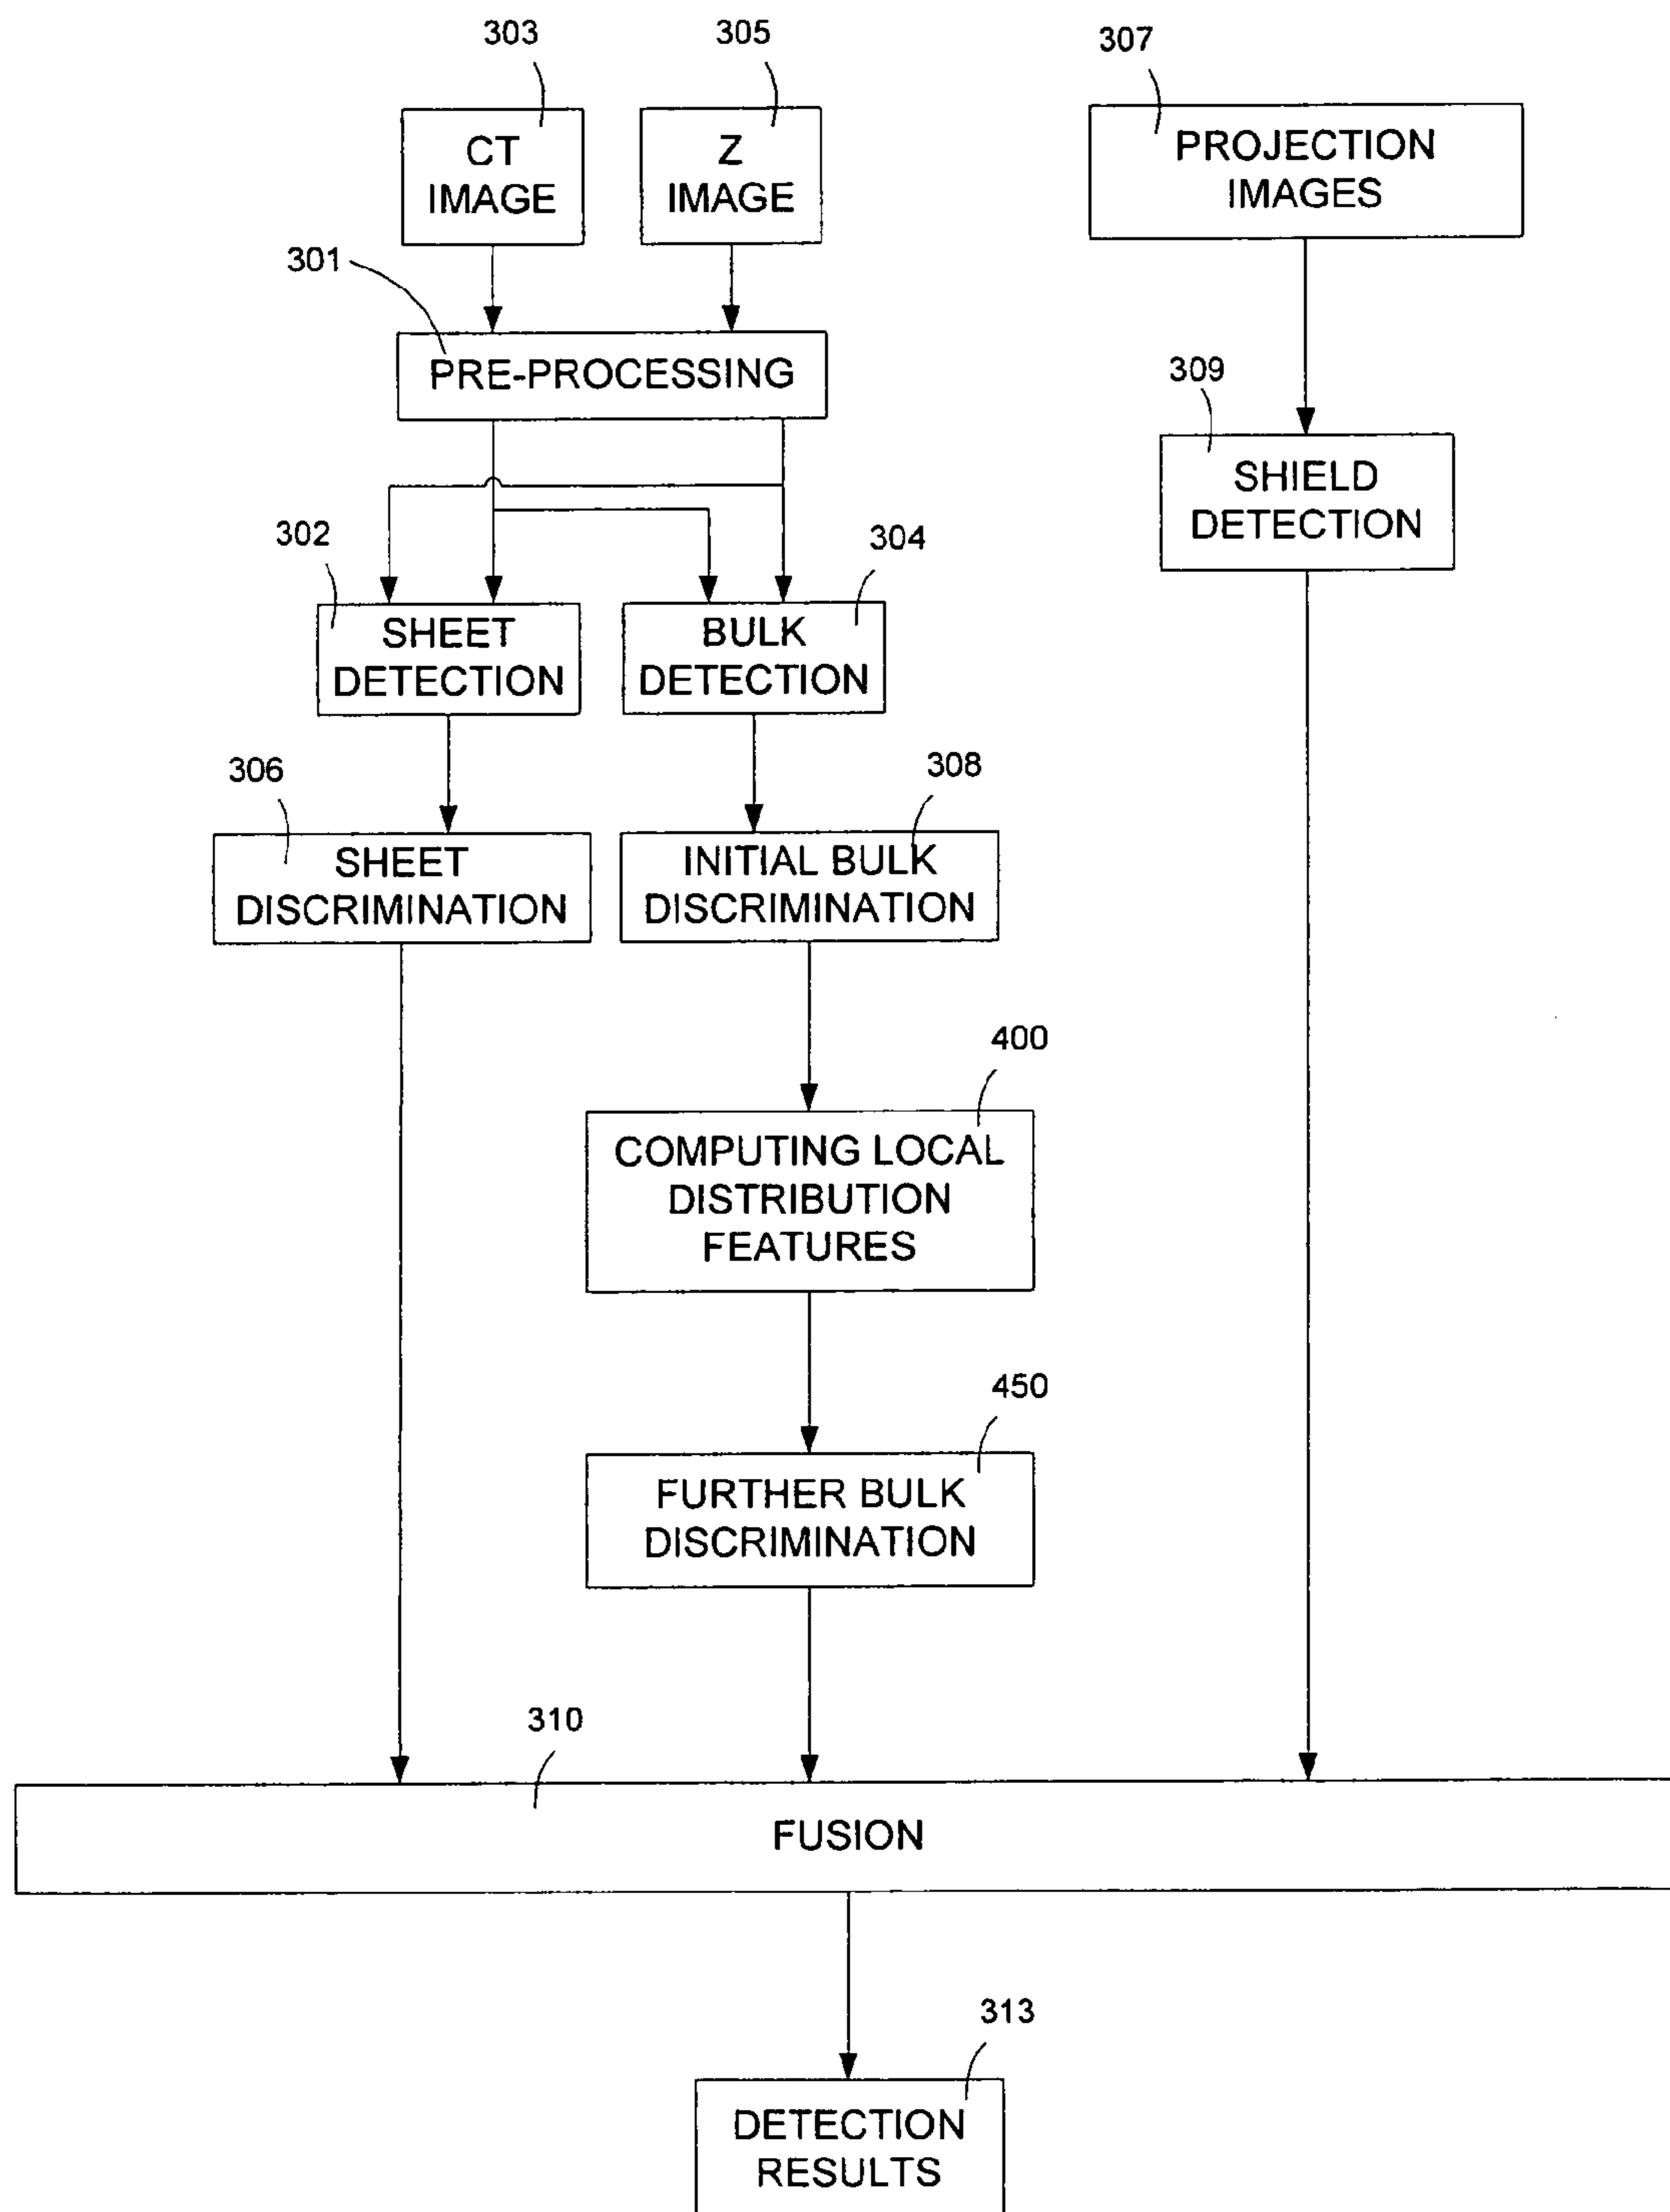 303
305
307
CT
IMAGE
Z
IMAGE
PROJECTION
IMAGES
301
PRE-PROCESSING
309
SHIELD
DETECTION
302
304
SHEET
DETECTION
BULK
DETECTION
306
308
SHEET
DISCRIMINATION
INITIAL BULK
DISCRIMINATION
400
COMPUTING LOCAL
DISTRIBUTION
FEATURES
450
FURTHER BULK
DISCRIMINATION
310
FUSION
313
DETECTION
RESULTS